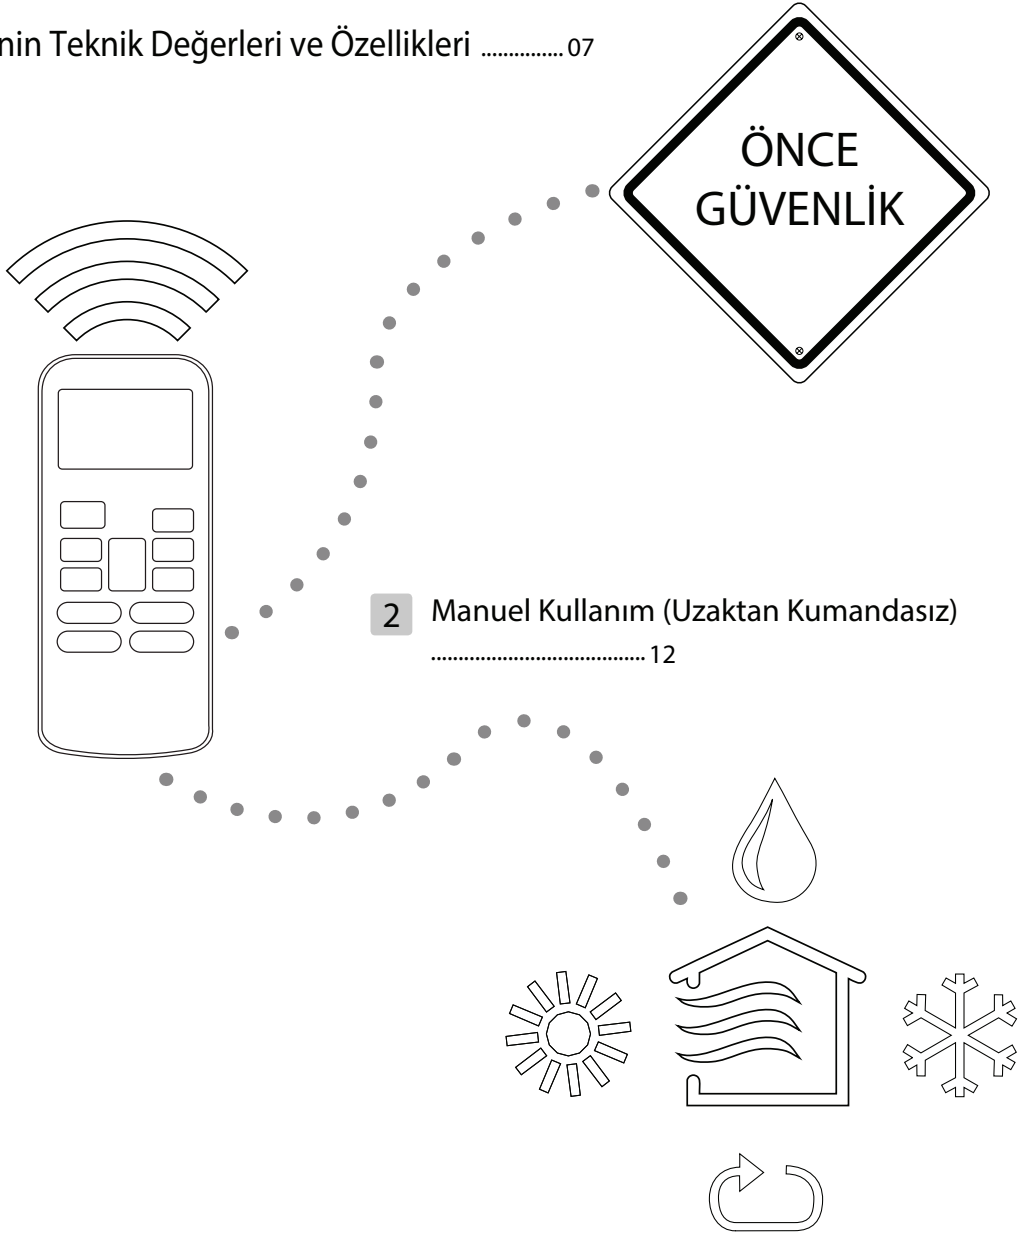 nin Teknik Değerleri ve Özellikleri .............. 07
ÖNCE
GÜVENLİK
2 Manuel Kullanım (Uzaktan Kumandasız)
....................................... 12